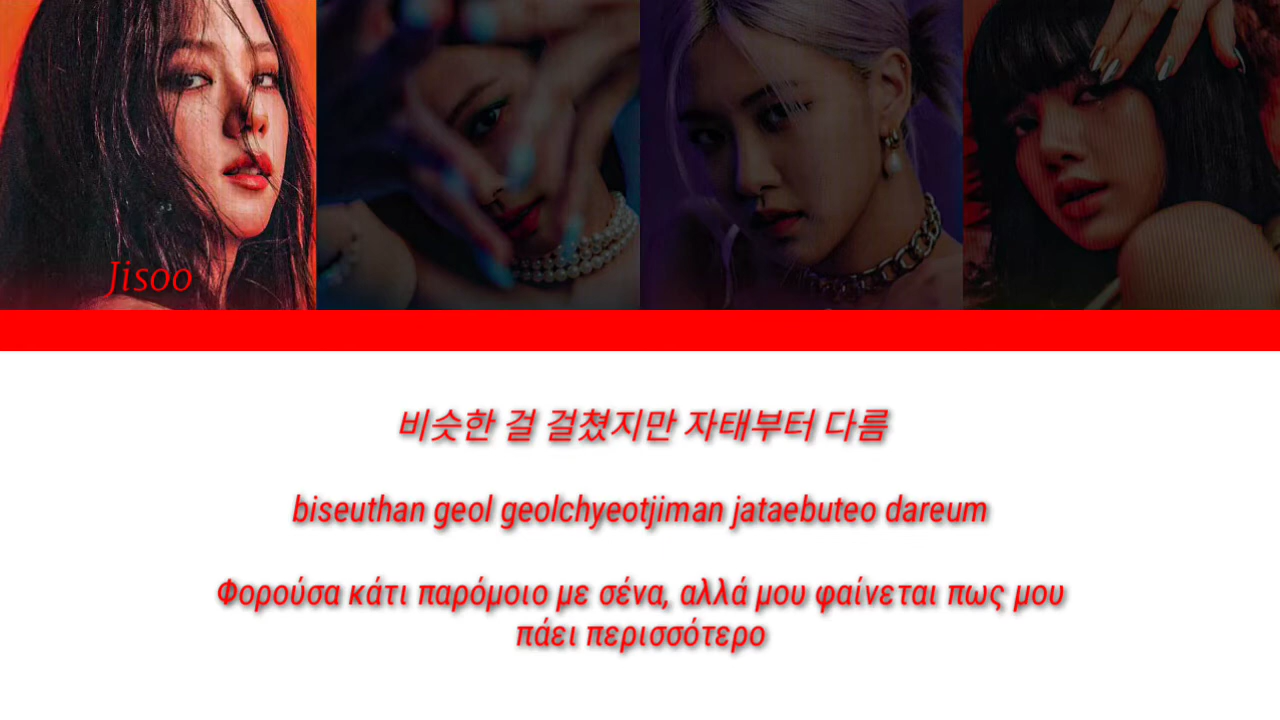 Jisoo
비슷한 걸 걸쳤지만 자태부터 다름
biseuthan geol geolchyeotjiman jataebuteo dareum
Φορούσα κάτι παρόμοιο με σένα, αλλά μου φαίνεται πως μου
πάει περισσότερο